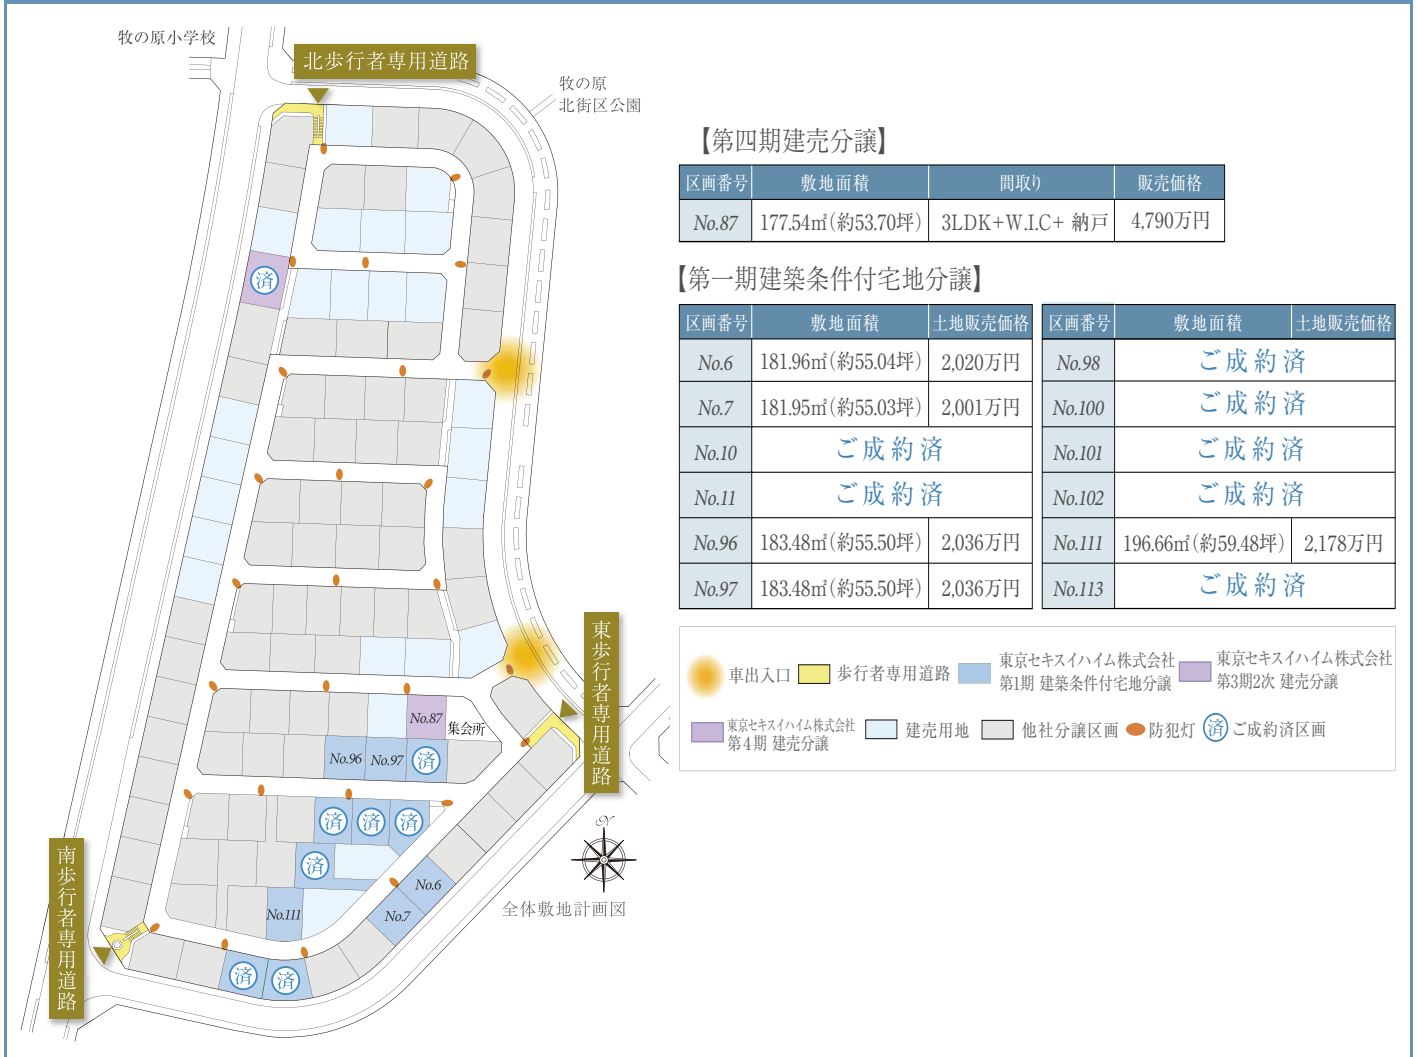 牧の原小学校
北歩行者専用道路
牧の原
北街区公園
済
No.87
集会所
No.96
No.97
済
済
済
済
済
No.6
No.7
No.111
済
済
東歩行者専用道路
南歩行者専用道路
N
全体敷地計画図
【第四期建売分譲】
区画番号 敷地面積 間取り 販売価格
No.87 177.54㎡(約53.70坪) 3LDK+W.I.C+ 納戸 4,790万円
【第一期建築条件付宅地分譲】
区画番号 敷地面積 土地販売価格
No.6 181.96㎡(約55.04坪) 2,020万円
No.7 181.95㎡(約55.03坪) 2,001万円
No.10 ご成約済
No.11 ご成約済
No.96 183.48㎡(約55.50坪) 2,036万円
No.97 183.48㎡(約55.50坪) 2,036万円
区画番号 敷地面積 土地販売価格
No.98 ご成約済
No.100 ご成約済
No.101 ご成約済
No.102 ご成約済
No.111 196.66㎡(約59.48坪) 2,178万円
No.113 ご成約済
車出入口
歩行者専用道路
東京セキスイハイム株式会社
第1期 建築条件付宅地分譲
東京セキスイハイム株式会社
第3期2次 建売分譲
東京セキスイハイム株式会社
第4期 建売分譲
建売用地
他社分譲区画
防犯灯
済 ご成約済区画